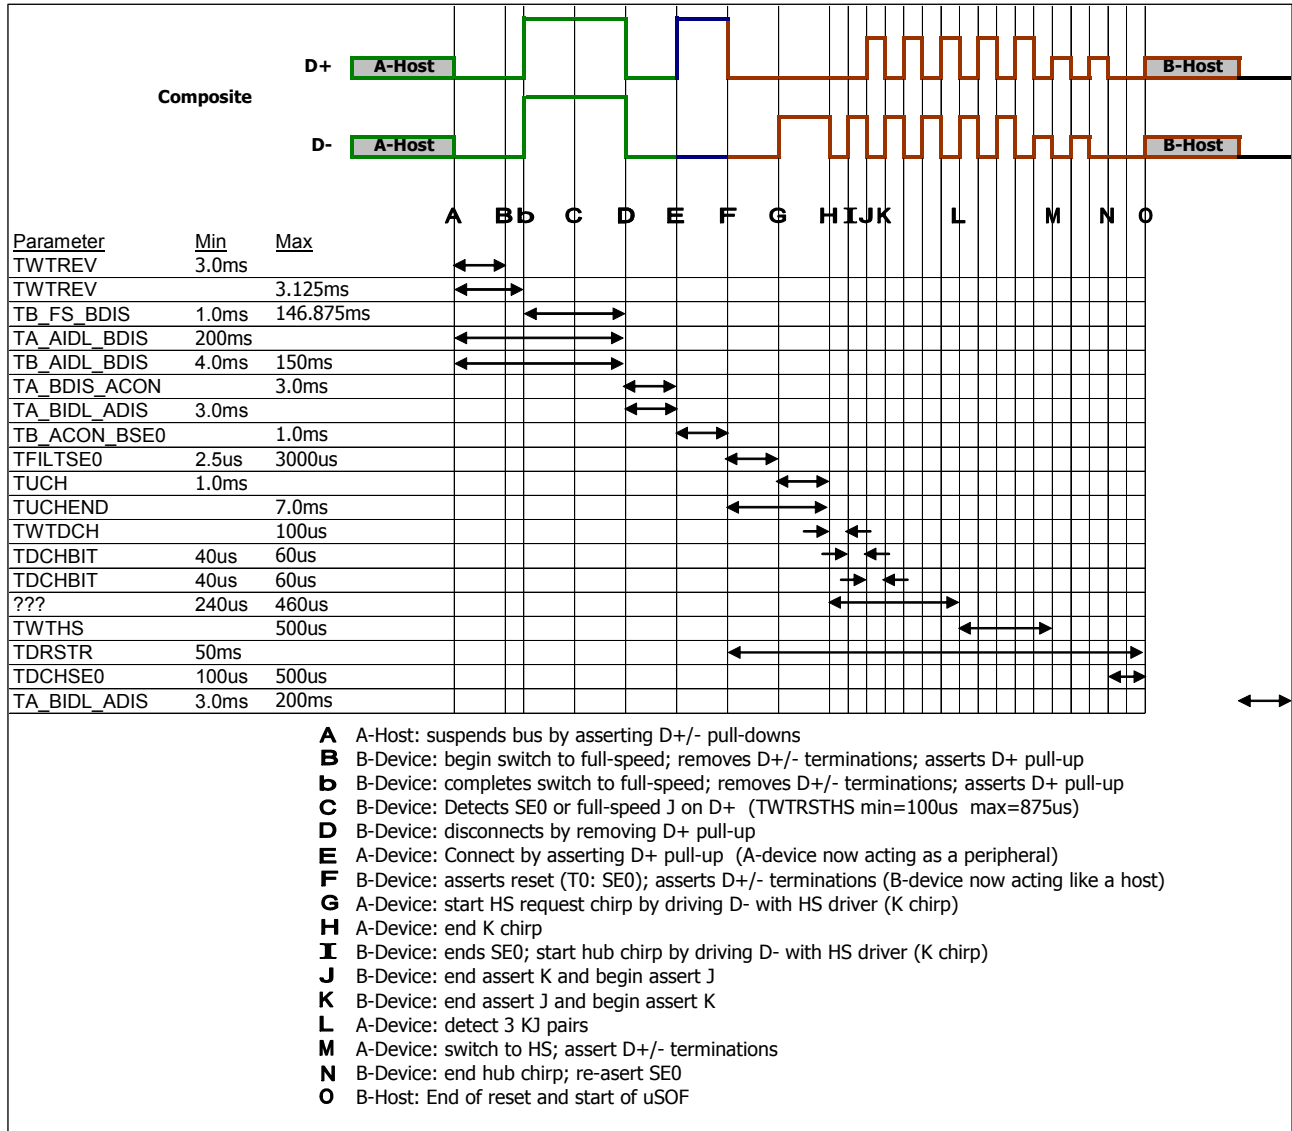 D+ A-Host B-Host
Composite
D- A-Host B-Host
A B b C D E F G H I J K L M N O
Parameter Min Max
TWTREV 3.0ms
TWTREV 3.125ms
TB_FS_BDIS 1.0ms 146.875ms
TA_AIDL_BDIS 200ms
TB_AIDL_BDIS 4.0ms 150ms
TA_BDIS_ACON 3.0ms
TA_BIDL_ADIS 3.0ms
TB_ACON_BSE0 1.0ms
TFILTSE0 2.5us 3000us
TUCH 1.0ms
TUCHEND 7.0ms
TWTDCH 100us
TDCHBIT 40us 60us
TDCHBIT 40us 60us
??? 240us 460us
TWTHS 500us
TDRSTR 50ms
TDCHSE0 100us 500us
TA_BIDL_ADIS 3.0ms 200ms
A A-Host: suspends bus by asserting D+/- pull-downs
B B-Device: begin switch to full-speed; removes D+/- terminations; asserts D+ pull-up
b B-Device: completes switch to full-speed; removes D+/- terminations; asserts D+ pull-up
C B-Device: Detects SE0 or full-speed J on D+ (TWTRSTHS min=100us max=875us)
D B-Device: disconnects by removing D+ pull-up
E A-Device: Connect by asserting D+ pull-up (A-device now acting as a peripheral)
F B-Device: asserts reset (T0: SE0); asserts D+/- terminations (B-device now acting like a host)
G A-Device: start HS request chirp by driving D- with HS driver (K chirp)
H A-Device: end K chirp
I B-Device: ends SE0; start hub chirp by driving D- with HS driver (K chirp)
J B-Device: end assert K and begin assert J
K B-Device: end assert J and begin assert K
L A-Device: detect 3 KJ pairs
M A-Device: switch to HS; assert D+/- terminations
N B-Device: end hub chirp; re-asert SE0
O B-Host: End of reset and start of uSOF